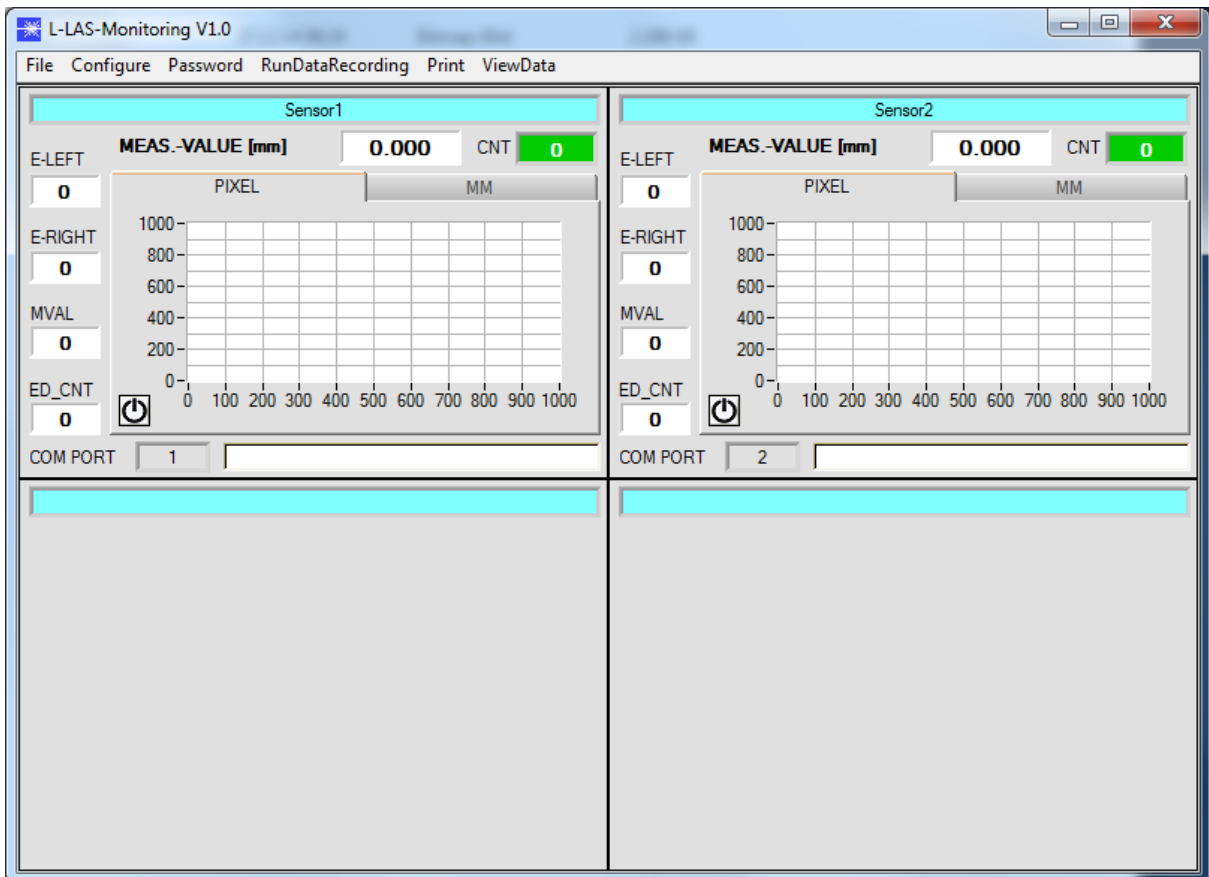 L-LAS-Monitoring V1.0
File Configure Password RunDataRecording Print ViewData
Sensor1
MEAS.-VALUE [mm] 0.000 CNT 0
E-LEFT
0
PIXEL MM
E-RIGHT
0
MVAL
0
ED_CNT
0
1000
800
600
400
200
0
0 100 200 300 400 500 600 700 800 900 1000
COM PORT 1
Sensor2
MEAS.-VALUE [mm] 0.000 CNT 0
E-LEFT
0
PIXEL MM
E-RIGHT
0
MVAL
0
ED_CNT
0
1000
800
600
400
200
0
0 100 200 300 400 500 600 700 800 900 1000
COM PORT 2